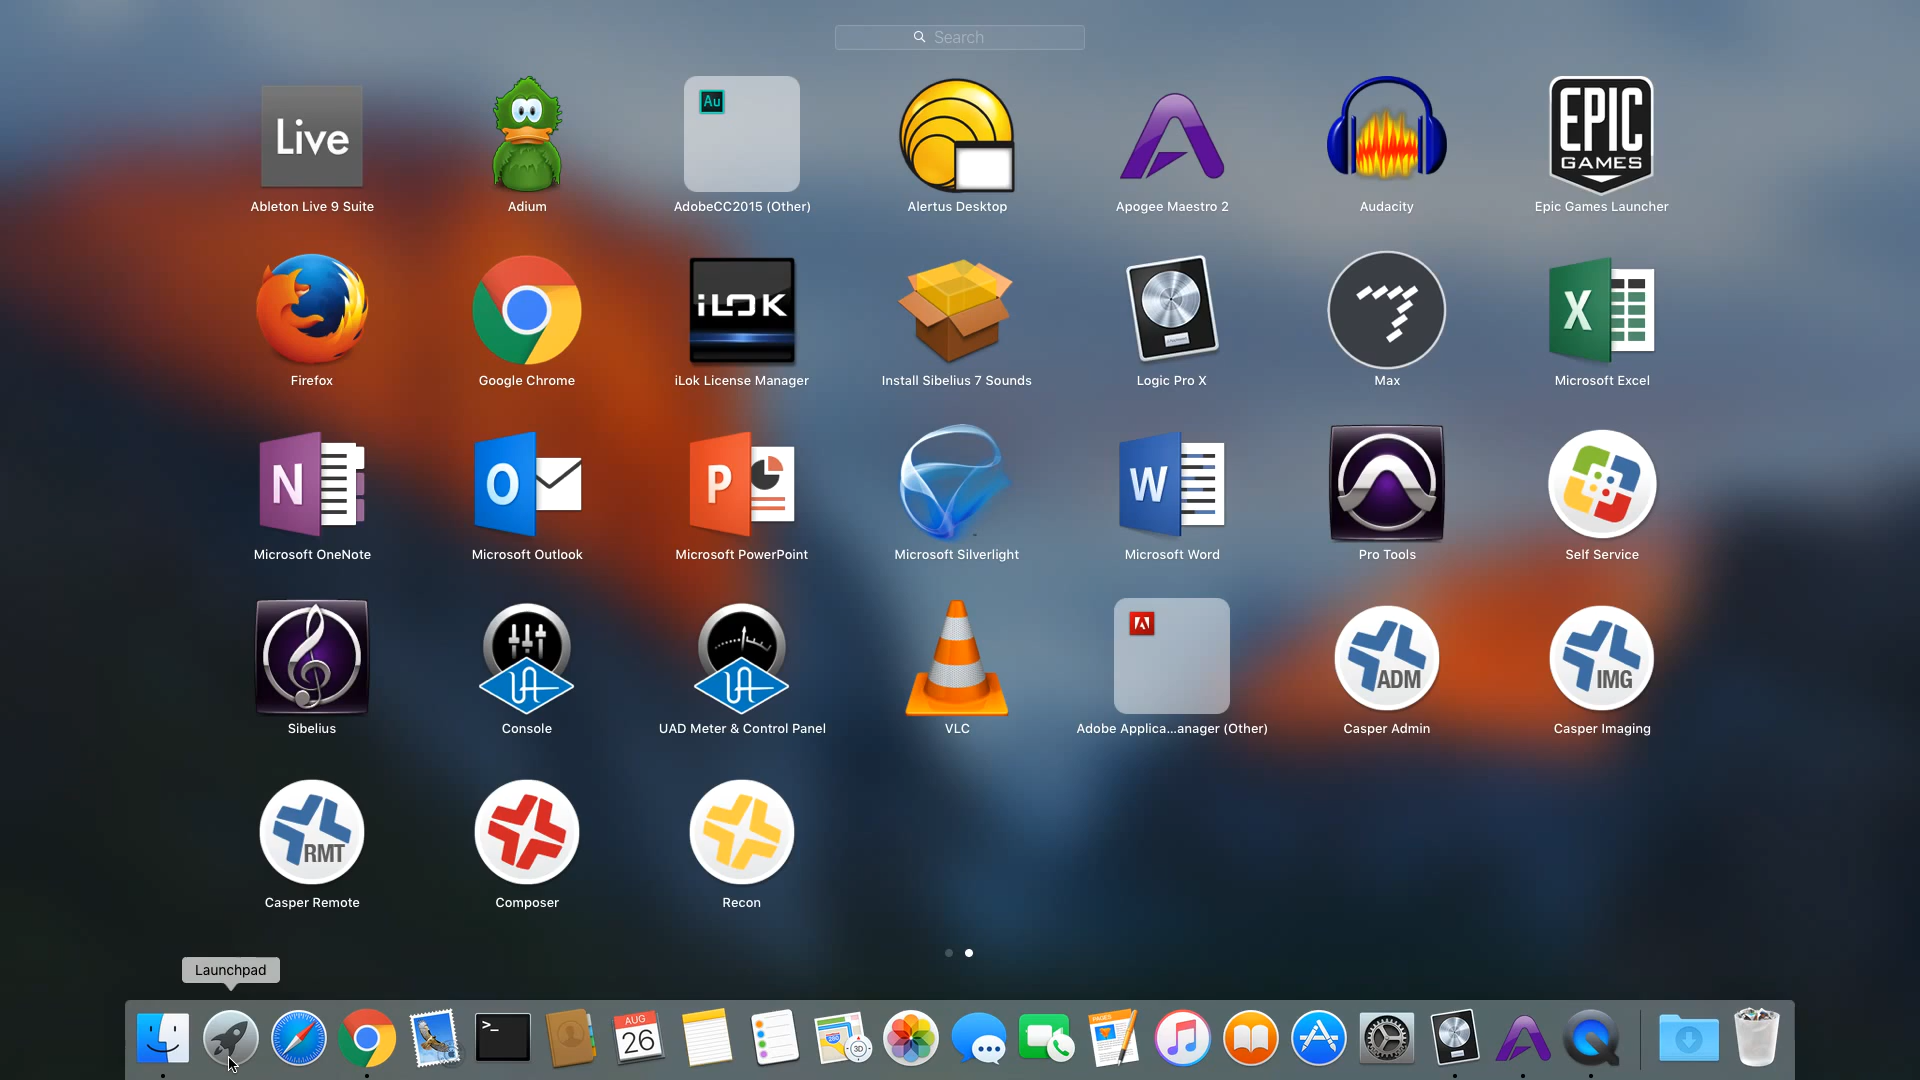 Search
Live
Au
EPIC
GAMES
Ableton Live 9 Suite
Adium
AdobeCC2015 (Other)
Alertus Desktop
Apogee Maestro 2
Audacity
Epic Games Launcher
iLOK
X
Firefox
Google Chrome
iLok License Manager
Install Sibelius 7 Sounds
Logic Pro X
Max
Microsoft Excel
N
O
P
W
Microsoft OneNote
Microsoft Outlook
Microsoft PowerPoint
Microsoft Silverlight
Microsoft Word
Pro Tools
Self Service
ADM
IMG
Sibelius
Console
UAD Meter & Control Panel
VLC
Adobe Applica...anager (Other)
Casper Admin
Casper Imaging
RMT
Casper Remote
Composer
Recon
Launchpad
>_
AUG
26
280
3D
PAGES